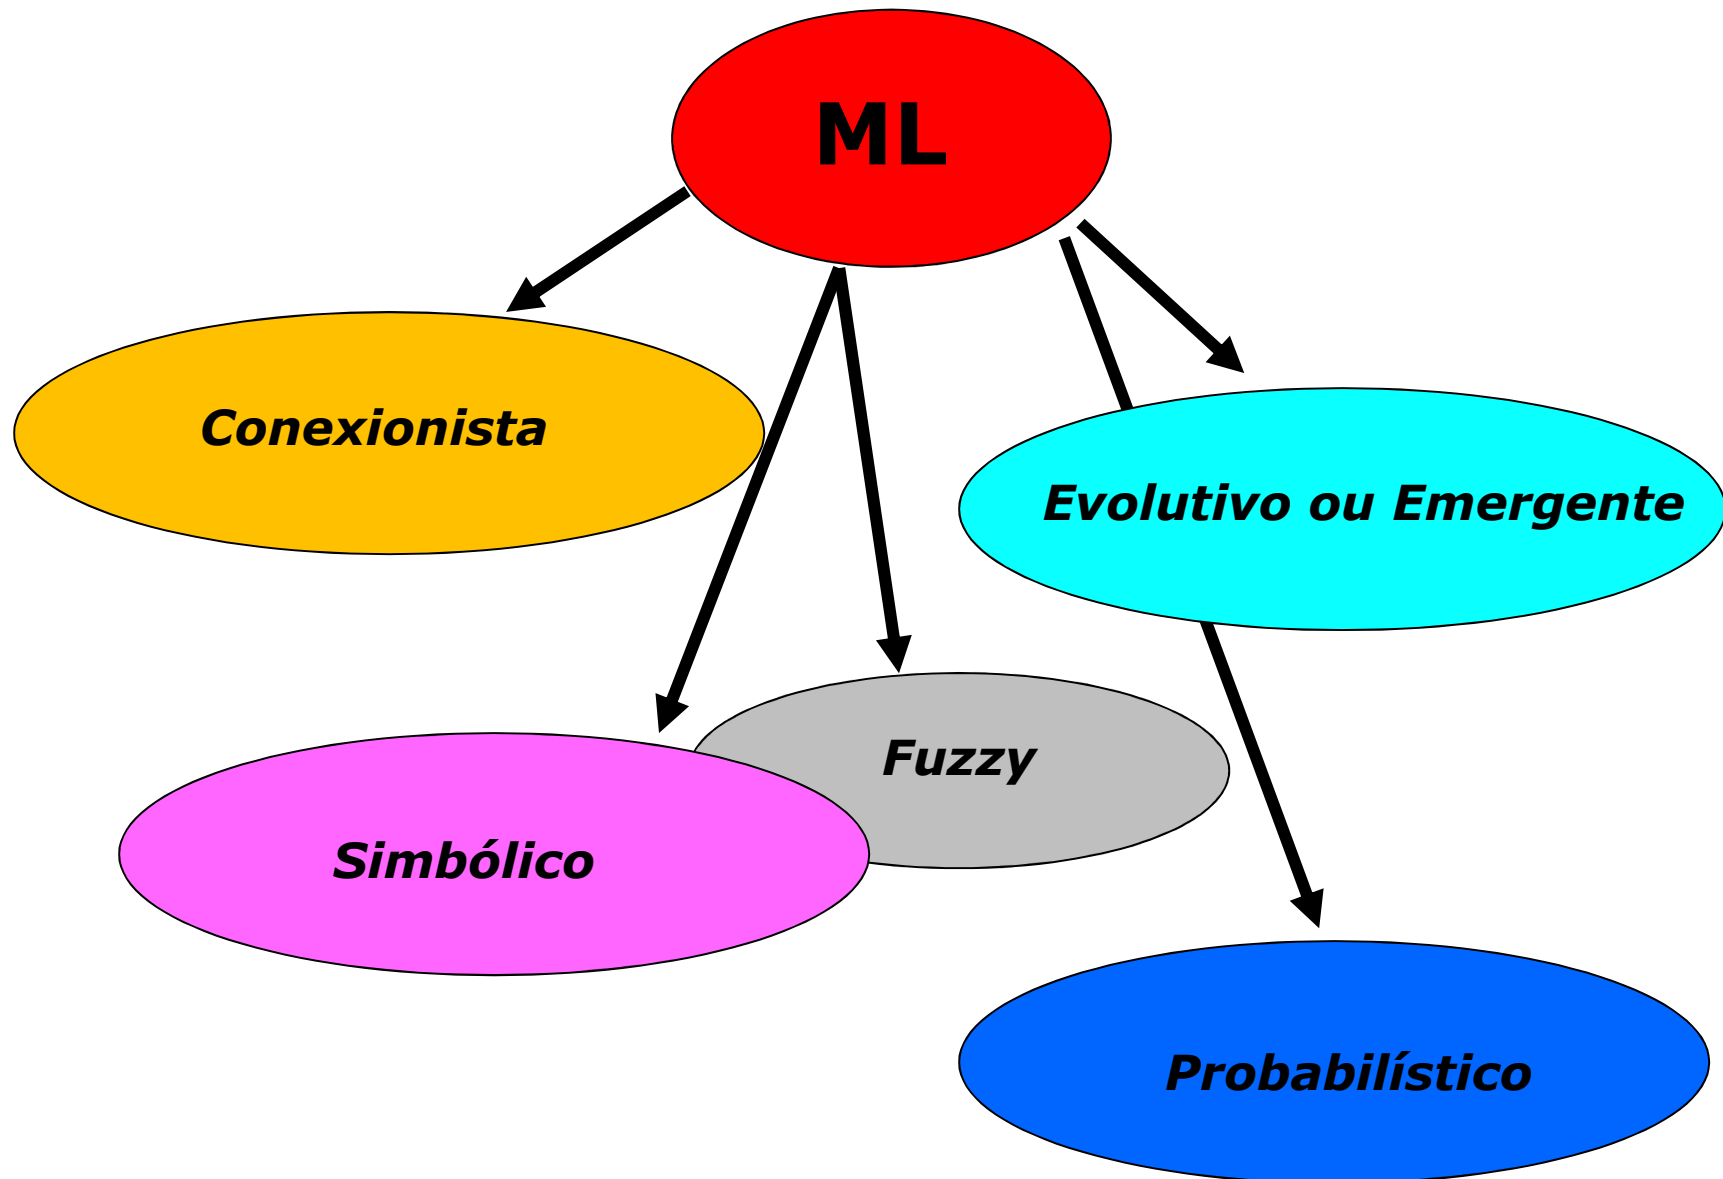 ML
Conexionista
Evolutivo ou Emergente
Fuzzy
Simbólico
Probabilístico